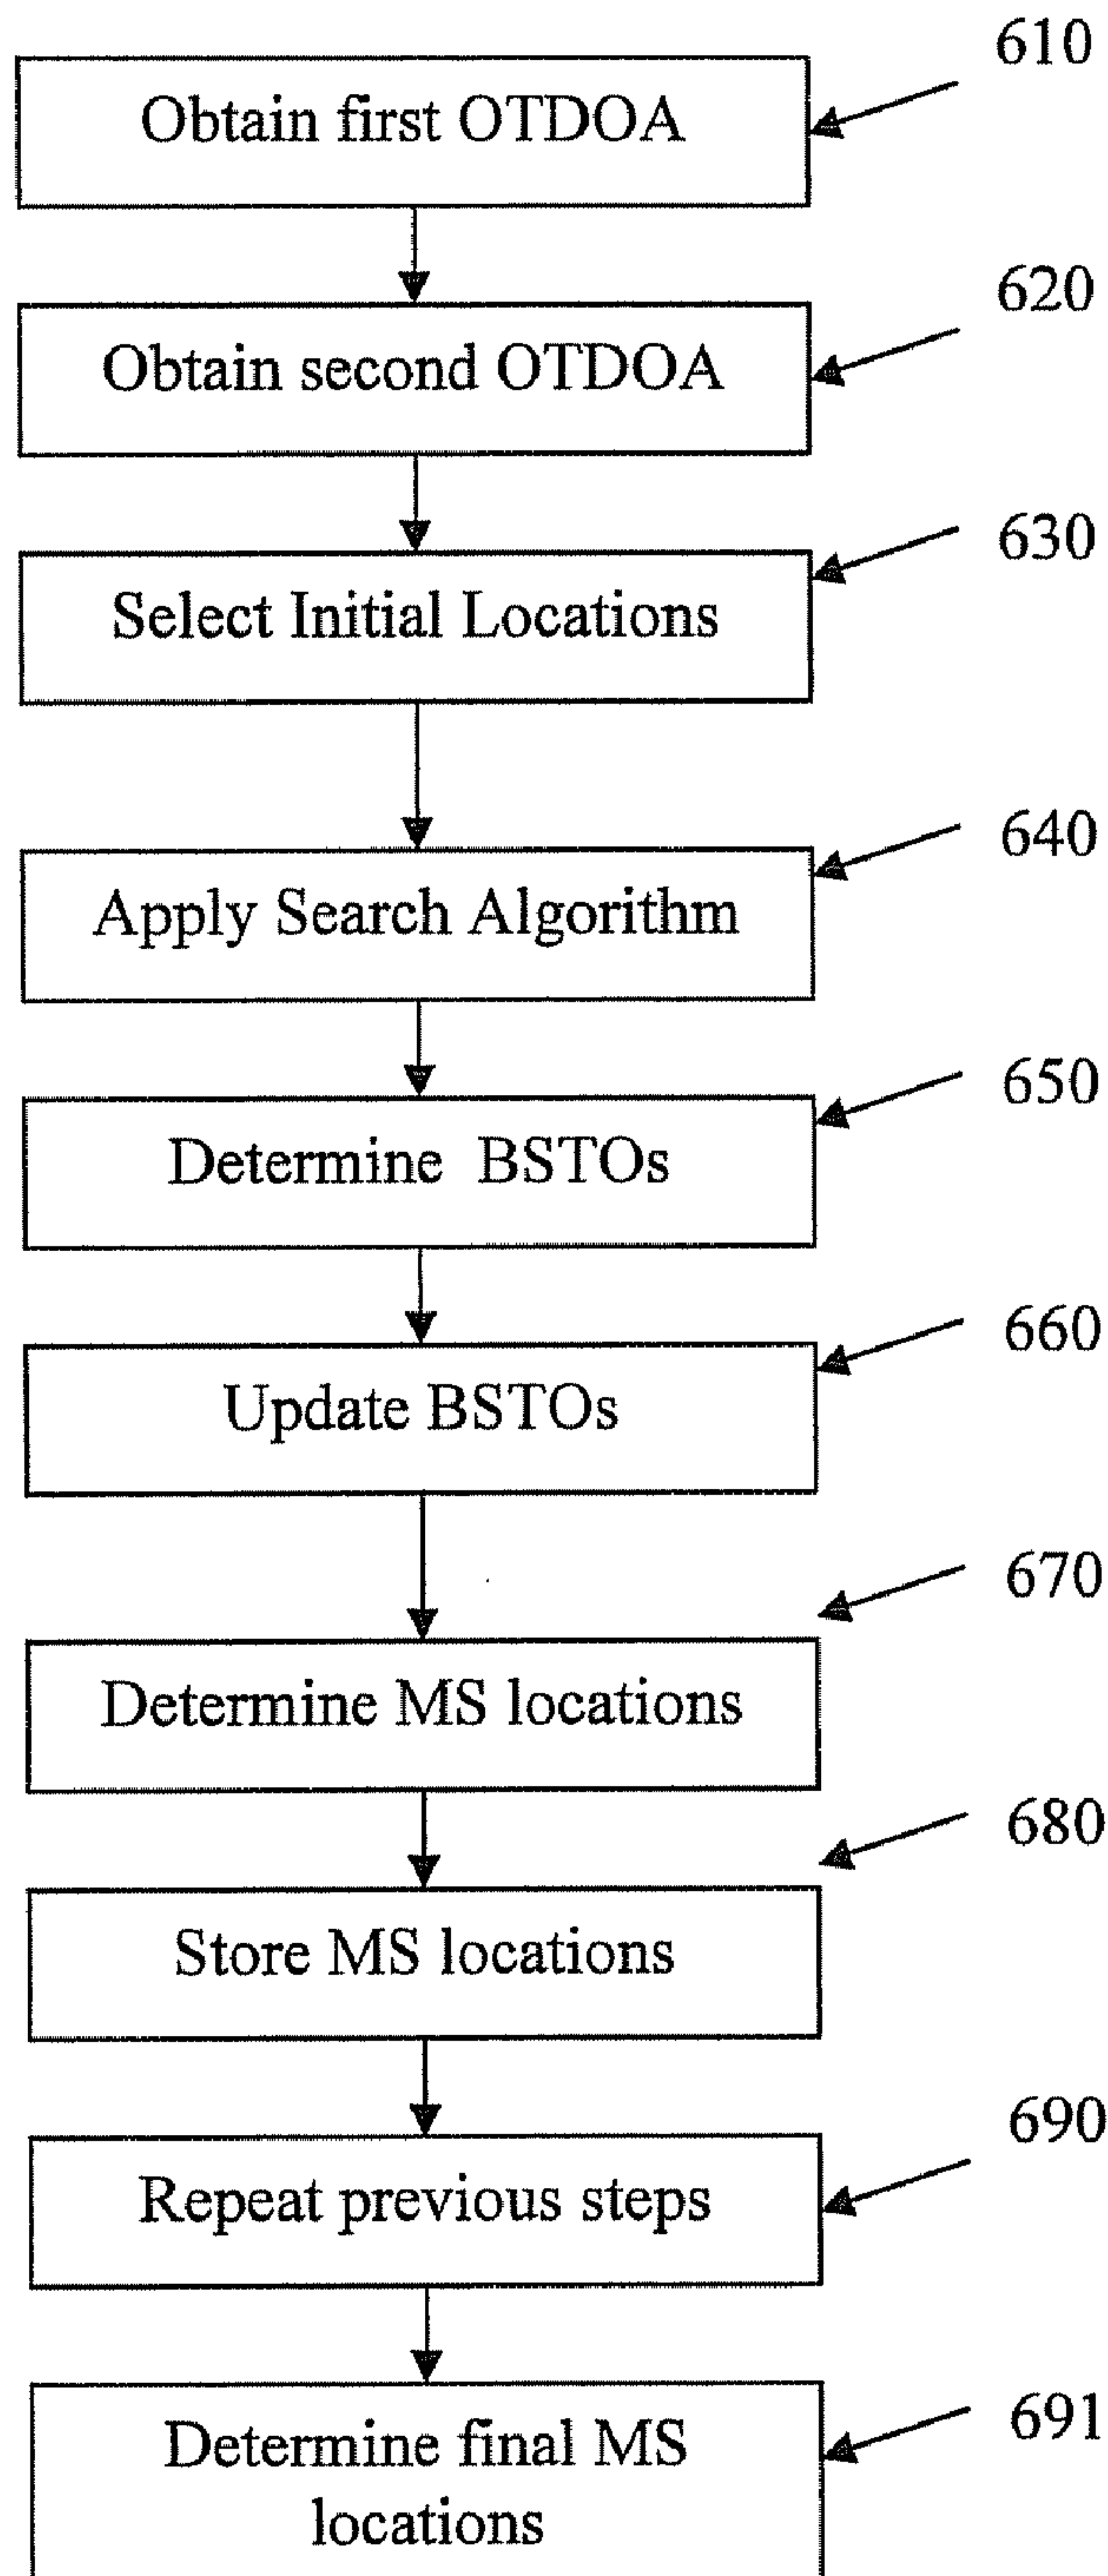 610
Obtain first OTDOA
620
Obtain second OTDOA
630
Select Initial Locations
640
Apply Search Algorithm
650
Determine BSTOs
660
Update BSTOs
670
Determine MS locations
680
Store MS locations
690
Repeat previous steps
691
Determine final MS
locations